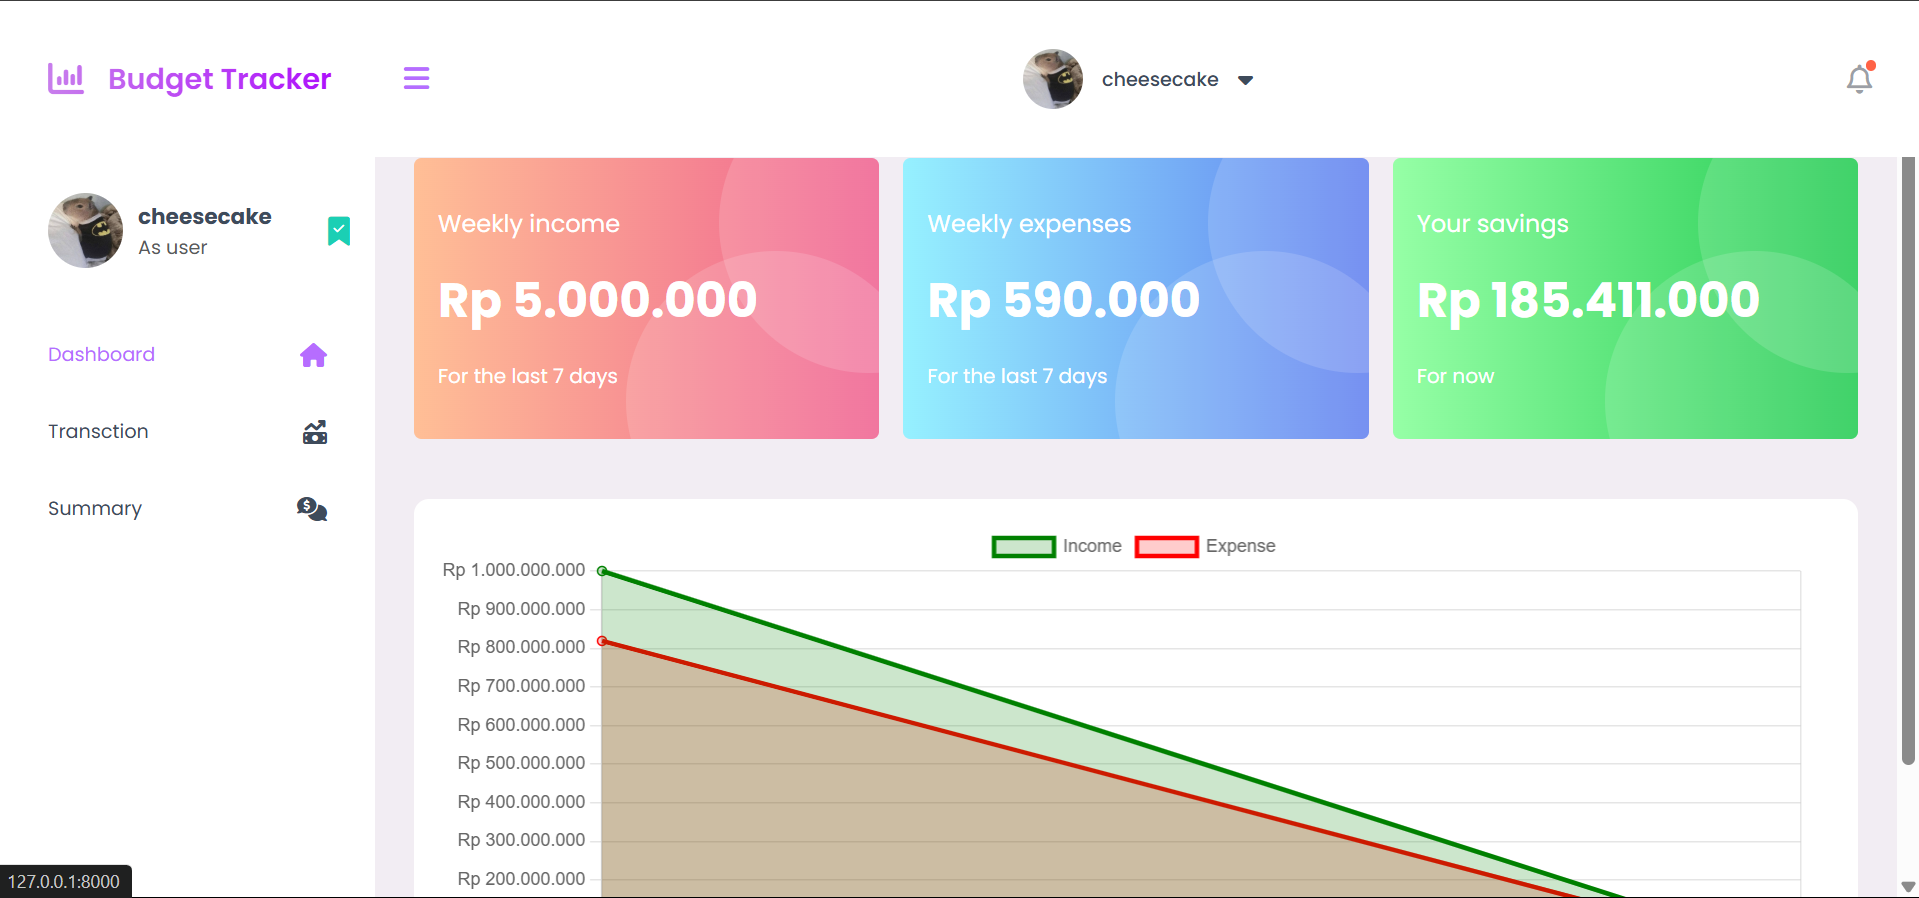 Budget Tracker
cheesecake
cheesecake
As user
Dashboard
Transction
Summary
Weekly income
Rp 5.000.000
For the last 7 days
Weekly expenses
Rp 590.000
For the last 7 days
Your savings
Rp 185.411.000
For now
Income
Expense
Rp 1.000.000.000
Rp 900.000.000
Rp 800.000.000
Rp 700.000.000
Rp 600.000.000
Rp 500.000.000
Rp 400.000.000
Rp 300.000.000
Rp 200.000.000
127.0.0.1:8000